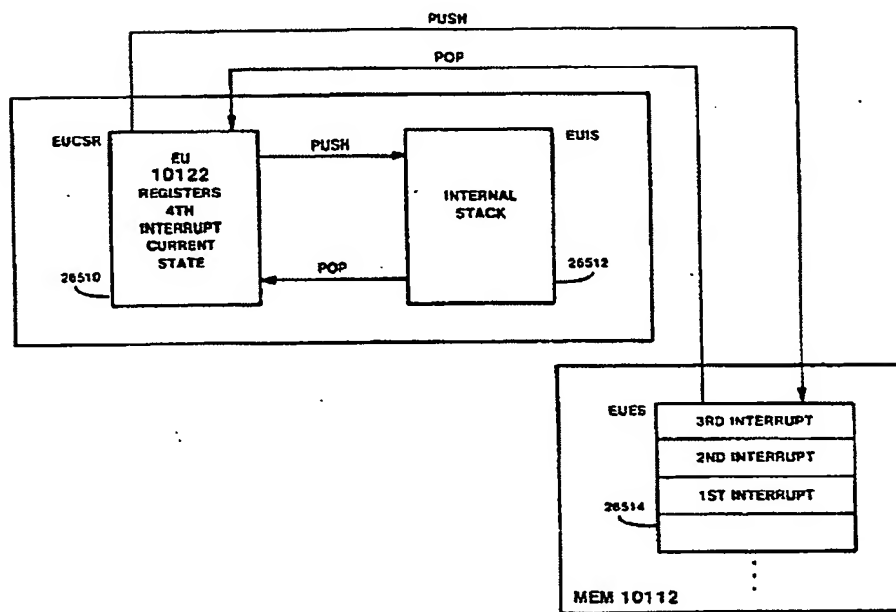 PUSH
POP
EUCSR
EU
10122
REGISTERS
4TH
INTERRUPT
CURRENT
STATE
26510
PUSH
POP
EUIS
INTERNAL
STACK
26512
EUES
3RD INTERRUPT
2ND INTERRUPT
1ST INTERRUPT
26514
MEM 10112